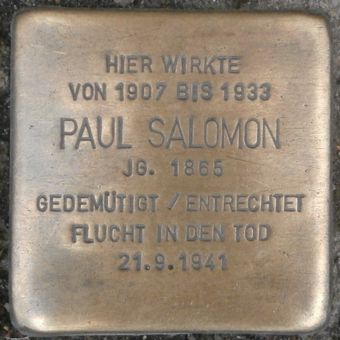 HIER WIRKTE
VON 1907 BIS 1933
PAUL SALOMON
JG. 1865
GEDEMÜTIGT / ENTRECHTET
FLUCHT IN DEN TOD
21.9.1941